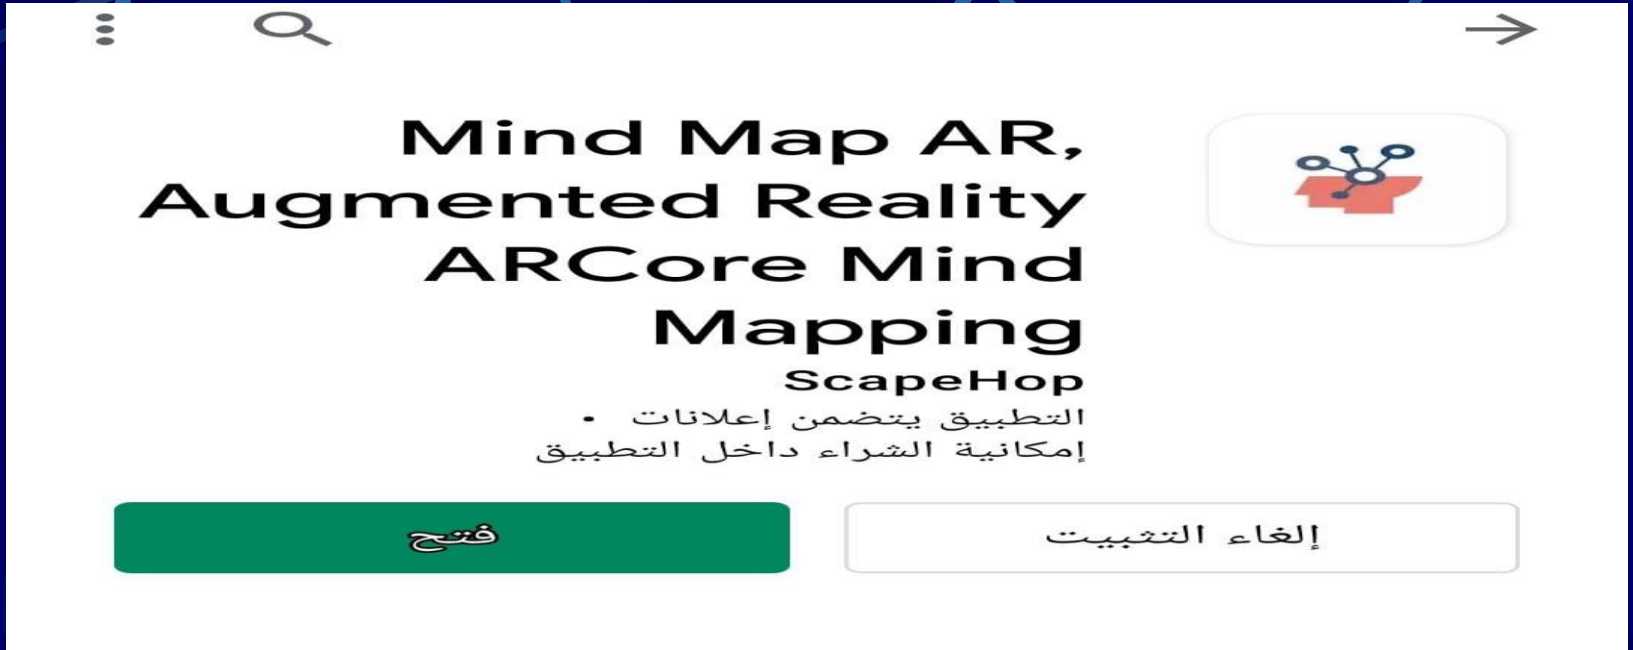 Mind Map AR,
Augmented Reality
ARCore Mind
Mapping
ScapeHop
التطبيق يتضمن إعلانات •
إمكانية الشراء داخل التطبيق
إلغاء التثبيت
فتح